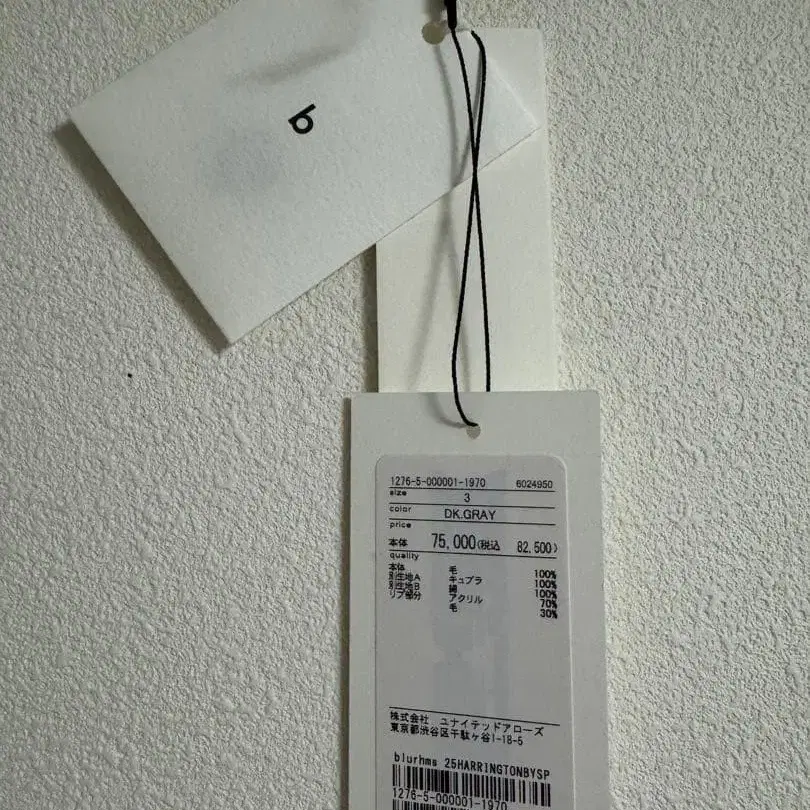 b
1276-5-000001-1970 6024950
size 3
color DK.GRAY
price
本体 75,000(税込 82,500)
quality
本体 毛 100%
別生地A キュプラ 100%
別生地B 綿 100%
リブ部分 アクリル 70%
毛 30%
株式会社 ユナイテッドアローズ
東京都渋谷区千駄ヶ谷1-18-5
blurhms 25HARRINGTONBYSP
1276-5-000001-1970